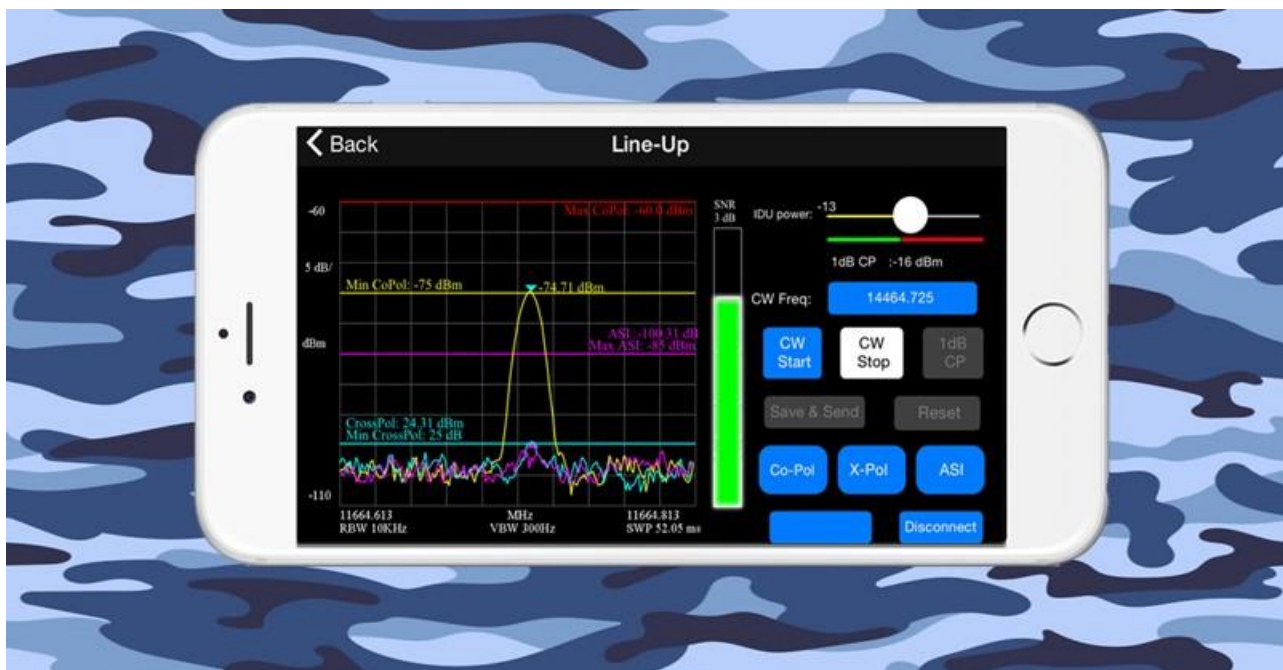 Back
Line-Up
-60
Max CoPol: -60.0 dBm
5 dB/
Min CoPol: -75 dBm
-74.71 dBm
ASI: -100.31 dB
Max ASI: -85 dBm
dBm
CrossPol: 24.31 dBm
Min CrossPol: 25 dB
-110
11664.613
MHz
11664.813
RBW 10KHz
VBW 300Hz
SWP 52.05 ms
SNR
3 dB
IDU power:
-13
1dB CP :-16 dBm
CW Freq:
14464.725
CW
Start
CW
Stop
1dB
CP
Save & Send
Reset
Co-Pol
X-Pol
ASI
Disconnect